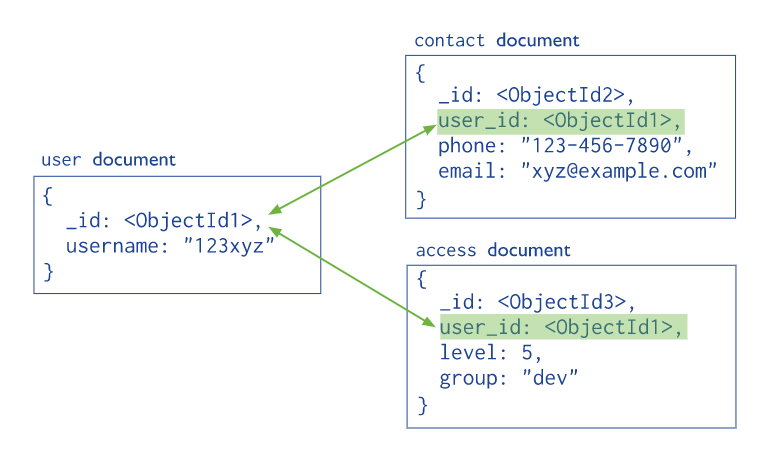 user document
{
_id: <ObjectId1>,
username: "123xyz"
}
contact document
{
_id: <ObjectId2>,
user_id: <ObjectId1>,
phone: "123-456-7890",
email: "xyz@example.com"
}
access document
{
_id: <ObjectId3>,
user_id: <ObjectId1>,
level: 5,
group: "dev"
}